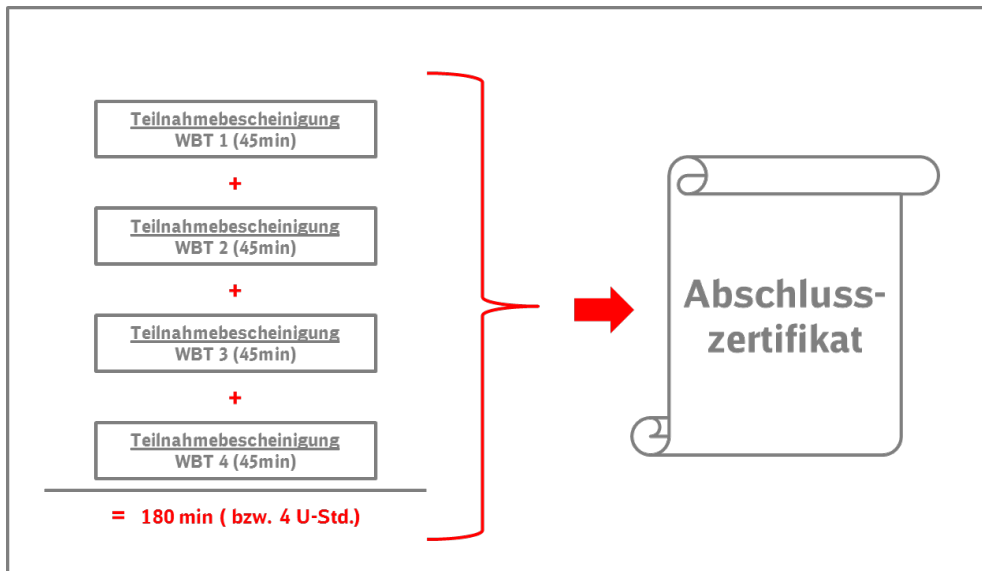 Teilnahmebescheinigung
WBT 1 (45min)
+
Teilnahmebescheinigung
WBT 2 (45min)
+
Teilnahmebescheinigung
WBT 3 (45min)
+
Teilnahmebescheinigung
WBT 4 (45min)
= 180 min ( bzw. 4 U-Std.)
Abschluss-
zertifikat